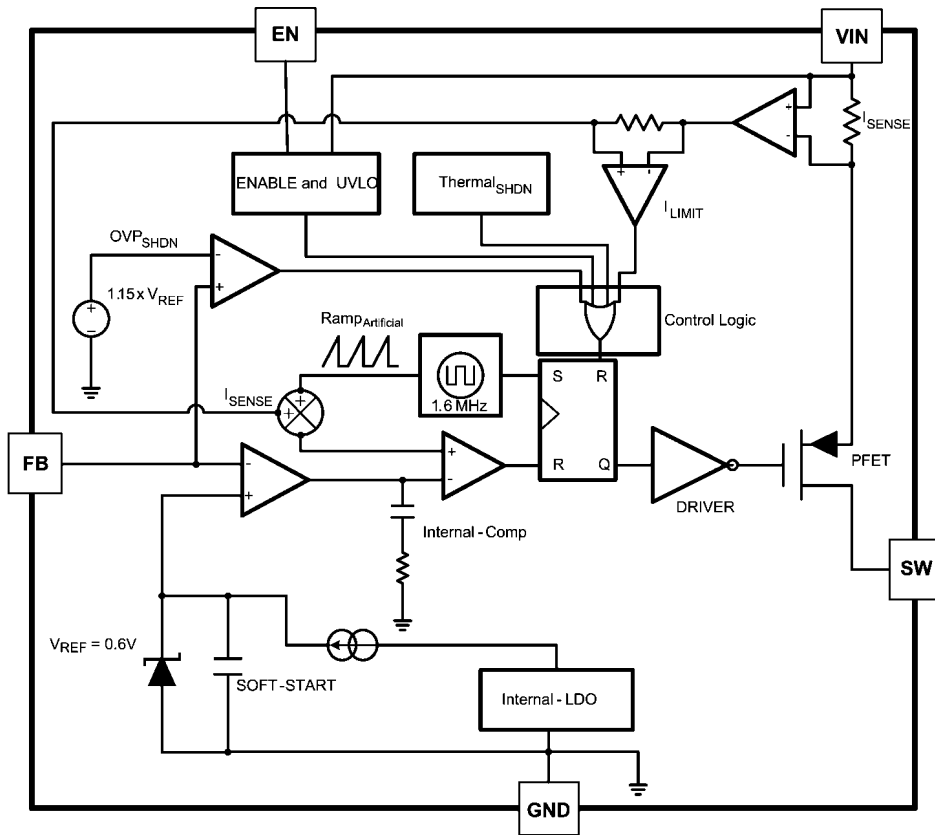 EN
VIN
+
-
ISENSE
ENABLE and UVLO
ThermalSHDN
+
-
ILIMIT
OVPSHDN
-
+
1.15 x VREF
+
−
Control Logic
RampArtificial
1.6 MHz
S
R
ISENSE
+
+
FB
-
+
+
-
R
Q
DRIVER
PFET
Internal - Comp
SW
VREF = 0.6V
SOFT - START
Internal - LDO
GND